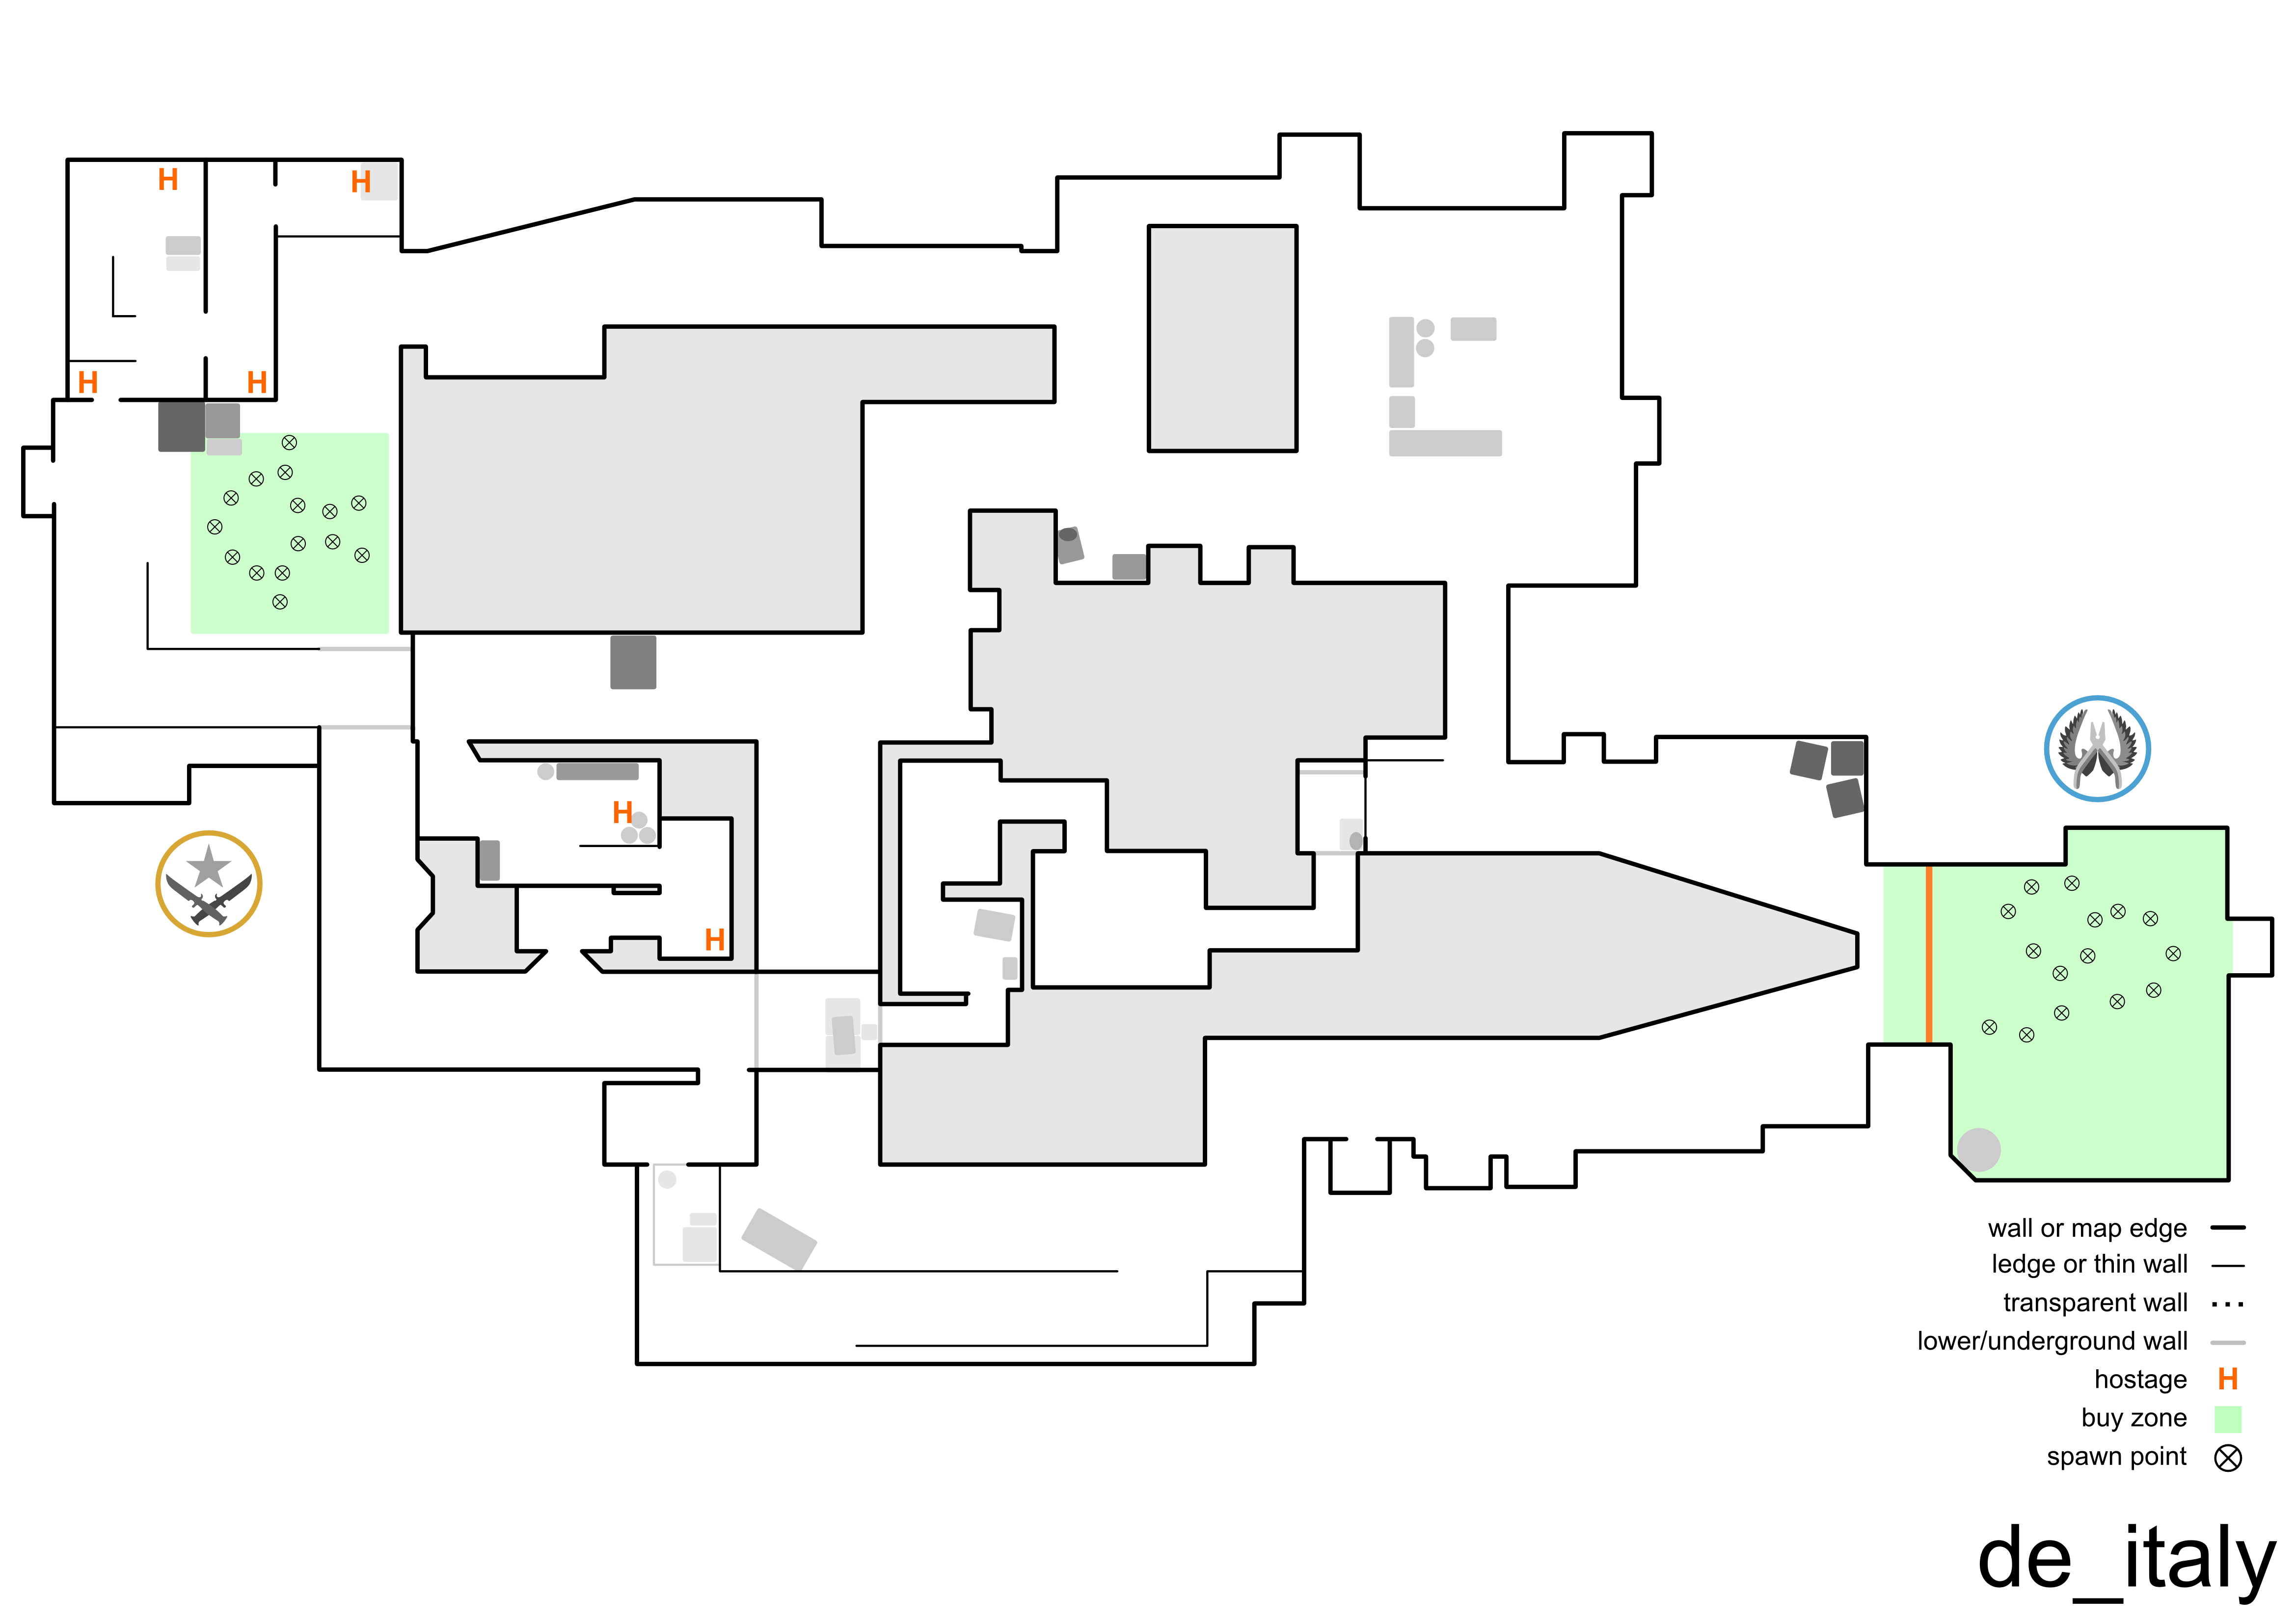 H
H
H
H
H
H
wall or map edge
ledge or thin wall
transparent wall
lower/underground wall
hostage H
buy zone
spawn point
de_italy